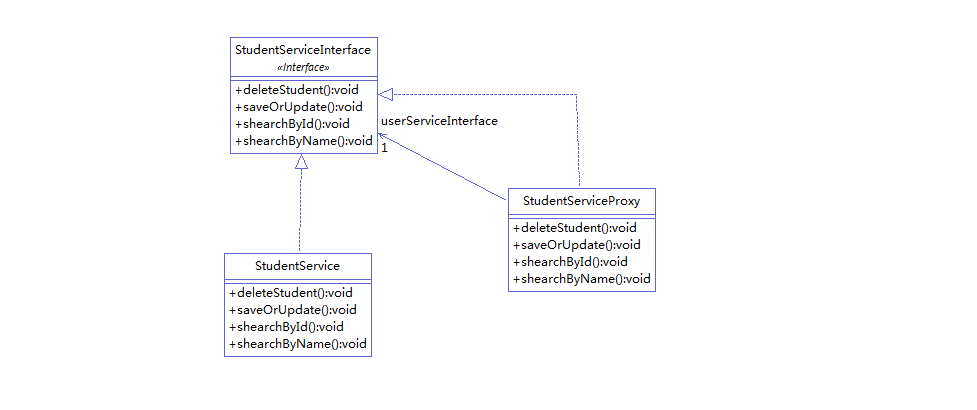 StudentServiceInterface
«Interface»
+deleteStudent():void
+saveOrUpdate():void
+shearchById():void
+shearchByName():void
userServiceInterface
1
StudentServiceProxy
+deleteStudent():void
+saveOrUpdate():void
+shearchById():void
+shearchByName():void
StudentService
+deleteStudent():void
+saveOrUpdate():void
+shearchById():void
+shearchByName():void